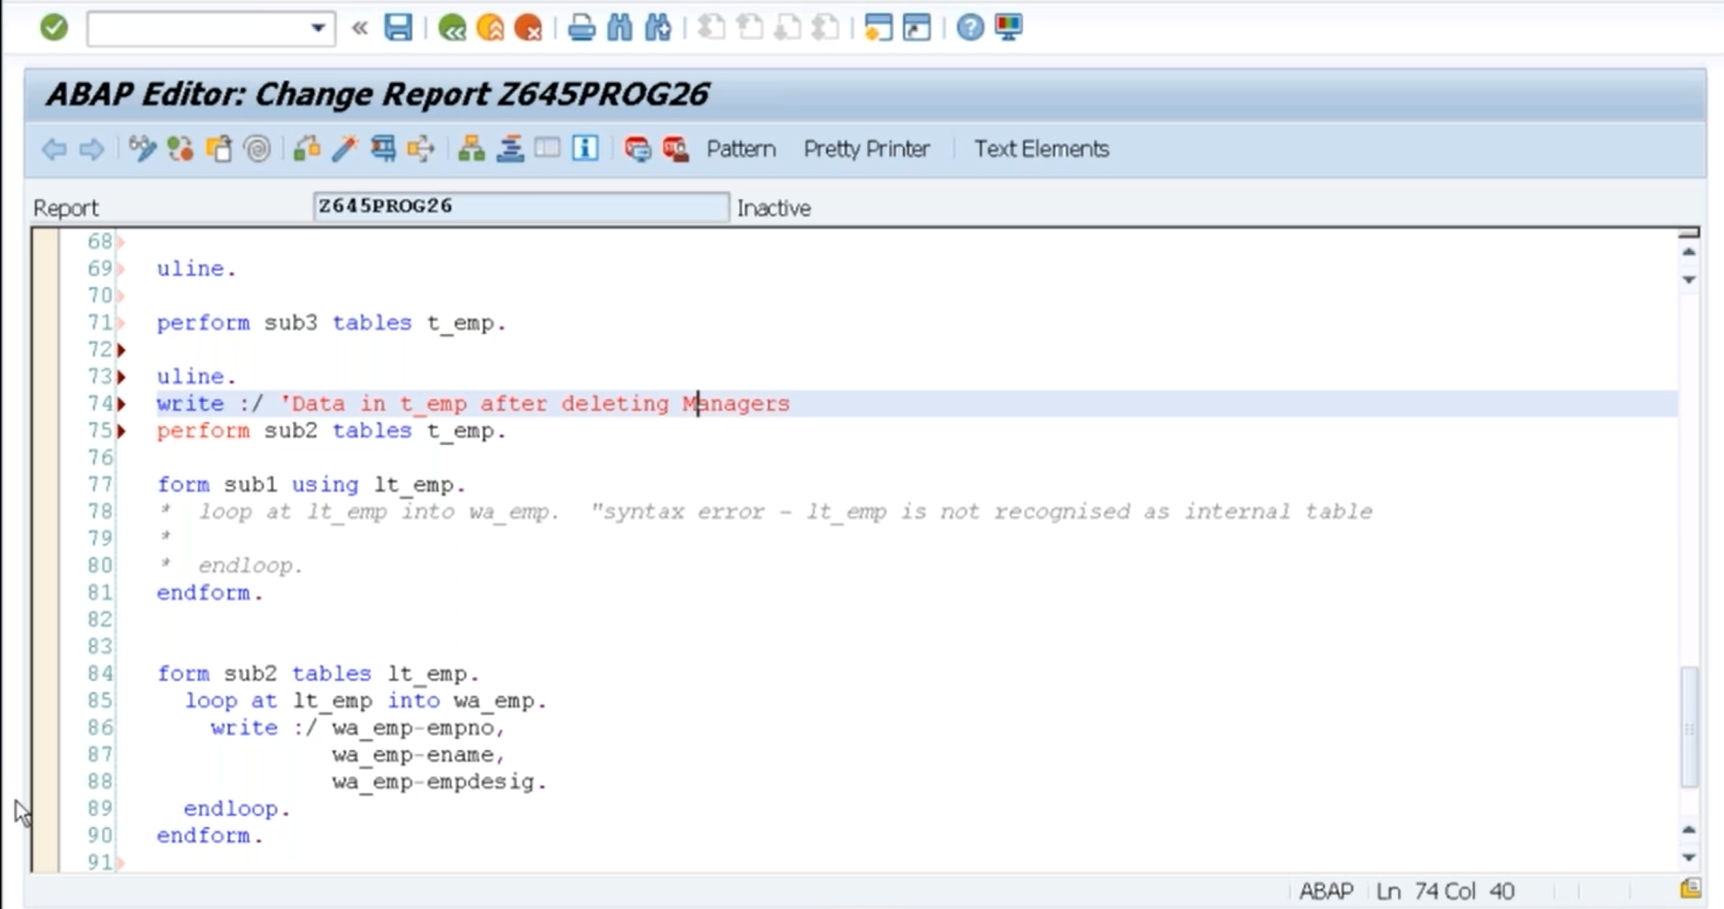 ABAP Editor: Change Report Z645PROG26
Pattern Pretty Printer Text Elements
Report Z645PROG26 Inactive
68
69 uline.
70
71 perform sub3 tables t_emp.
72
73 uline.
74 write :/ 'Data in t_emp after deleting Managers
75 perform sub2 tables t_emp.
76
77 form sub1 using lt_emp.
78 * loop at lt_emp into wa_emp. "syntax error - lt_emp is not recognised as internal table
79 *
80 * endloop.
81 endform.
82
83
84 form sub2 tables lt_emp.
85 loop at lt_emp into wa_emp.
86 write :/ wa_emp-empno,
87 wa_emp-ename,
88 wa_emp-empdesig.
89 endloop.
90 endform.
91
ABAP Ln 74 Col 40